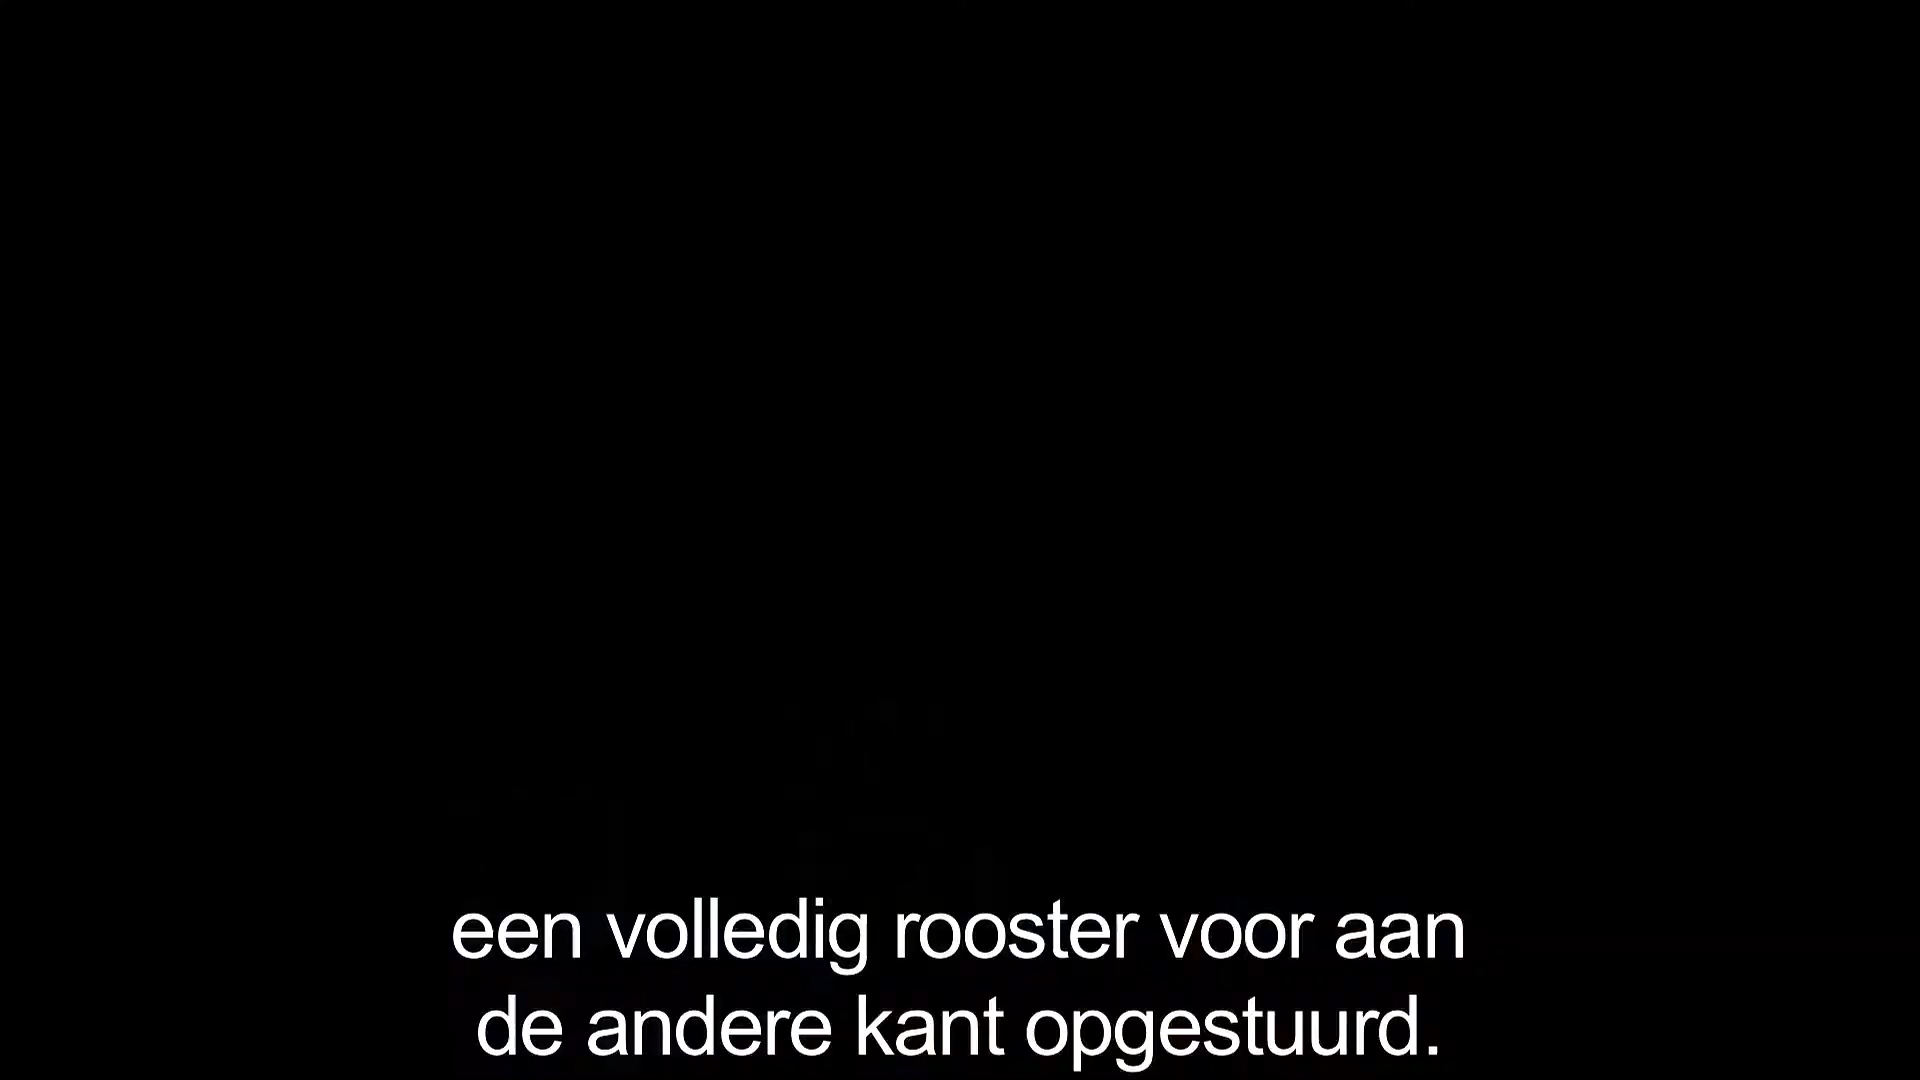 een volledig rooster voor aan
de andere kant opgestuurd.